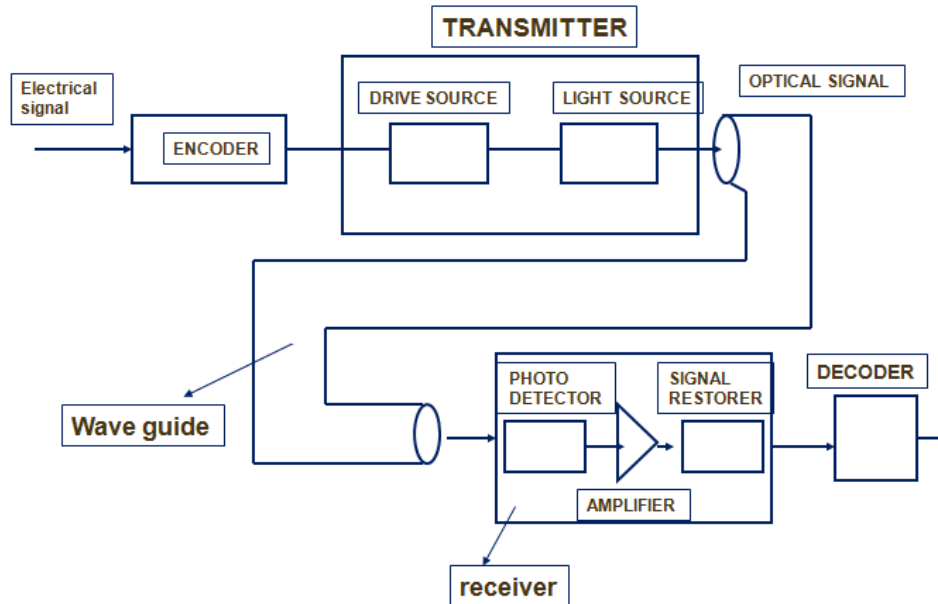 TRANSMITTER
Electrical
signal
DRIVE SOURCE
LIGHT SOURCE
OPTICAL SIGNAL
ENCODER
PHOTO
DETECTOR
SIGNAL
RESTORER
DECODER
Wave guide
AMPLIFIER
receiver